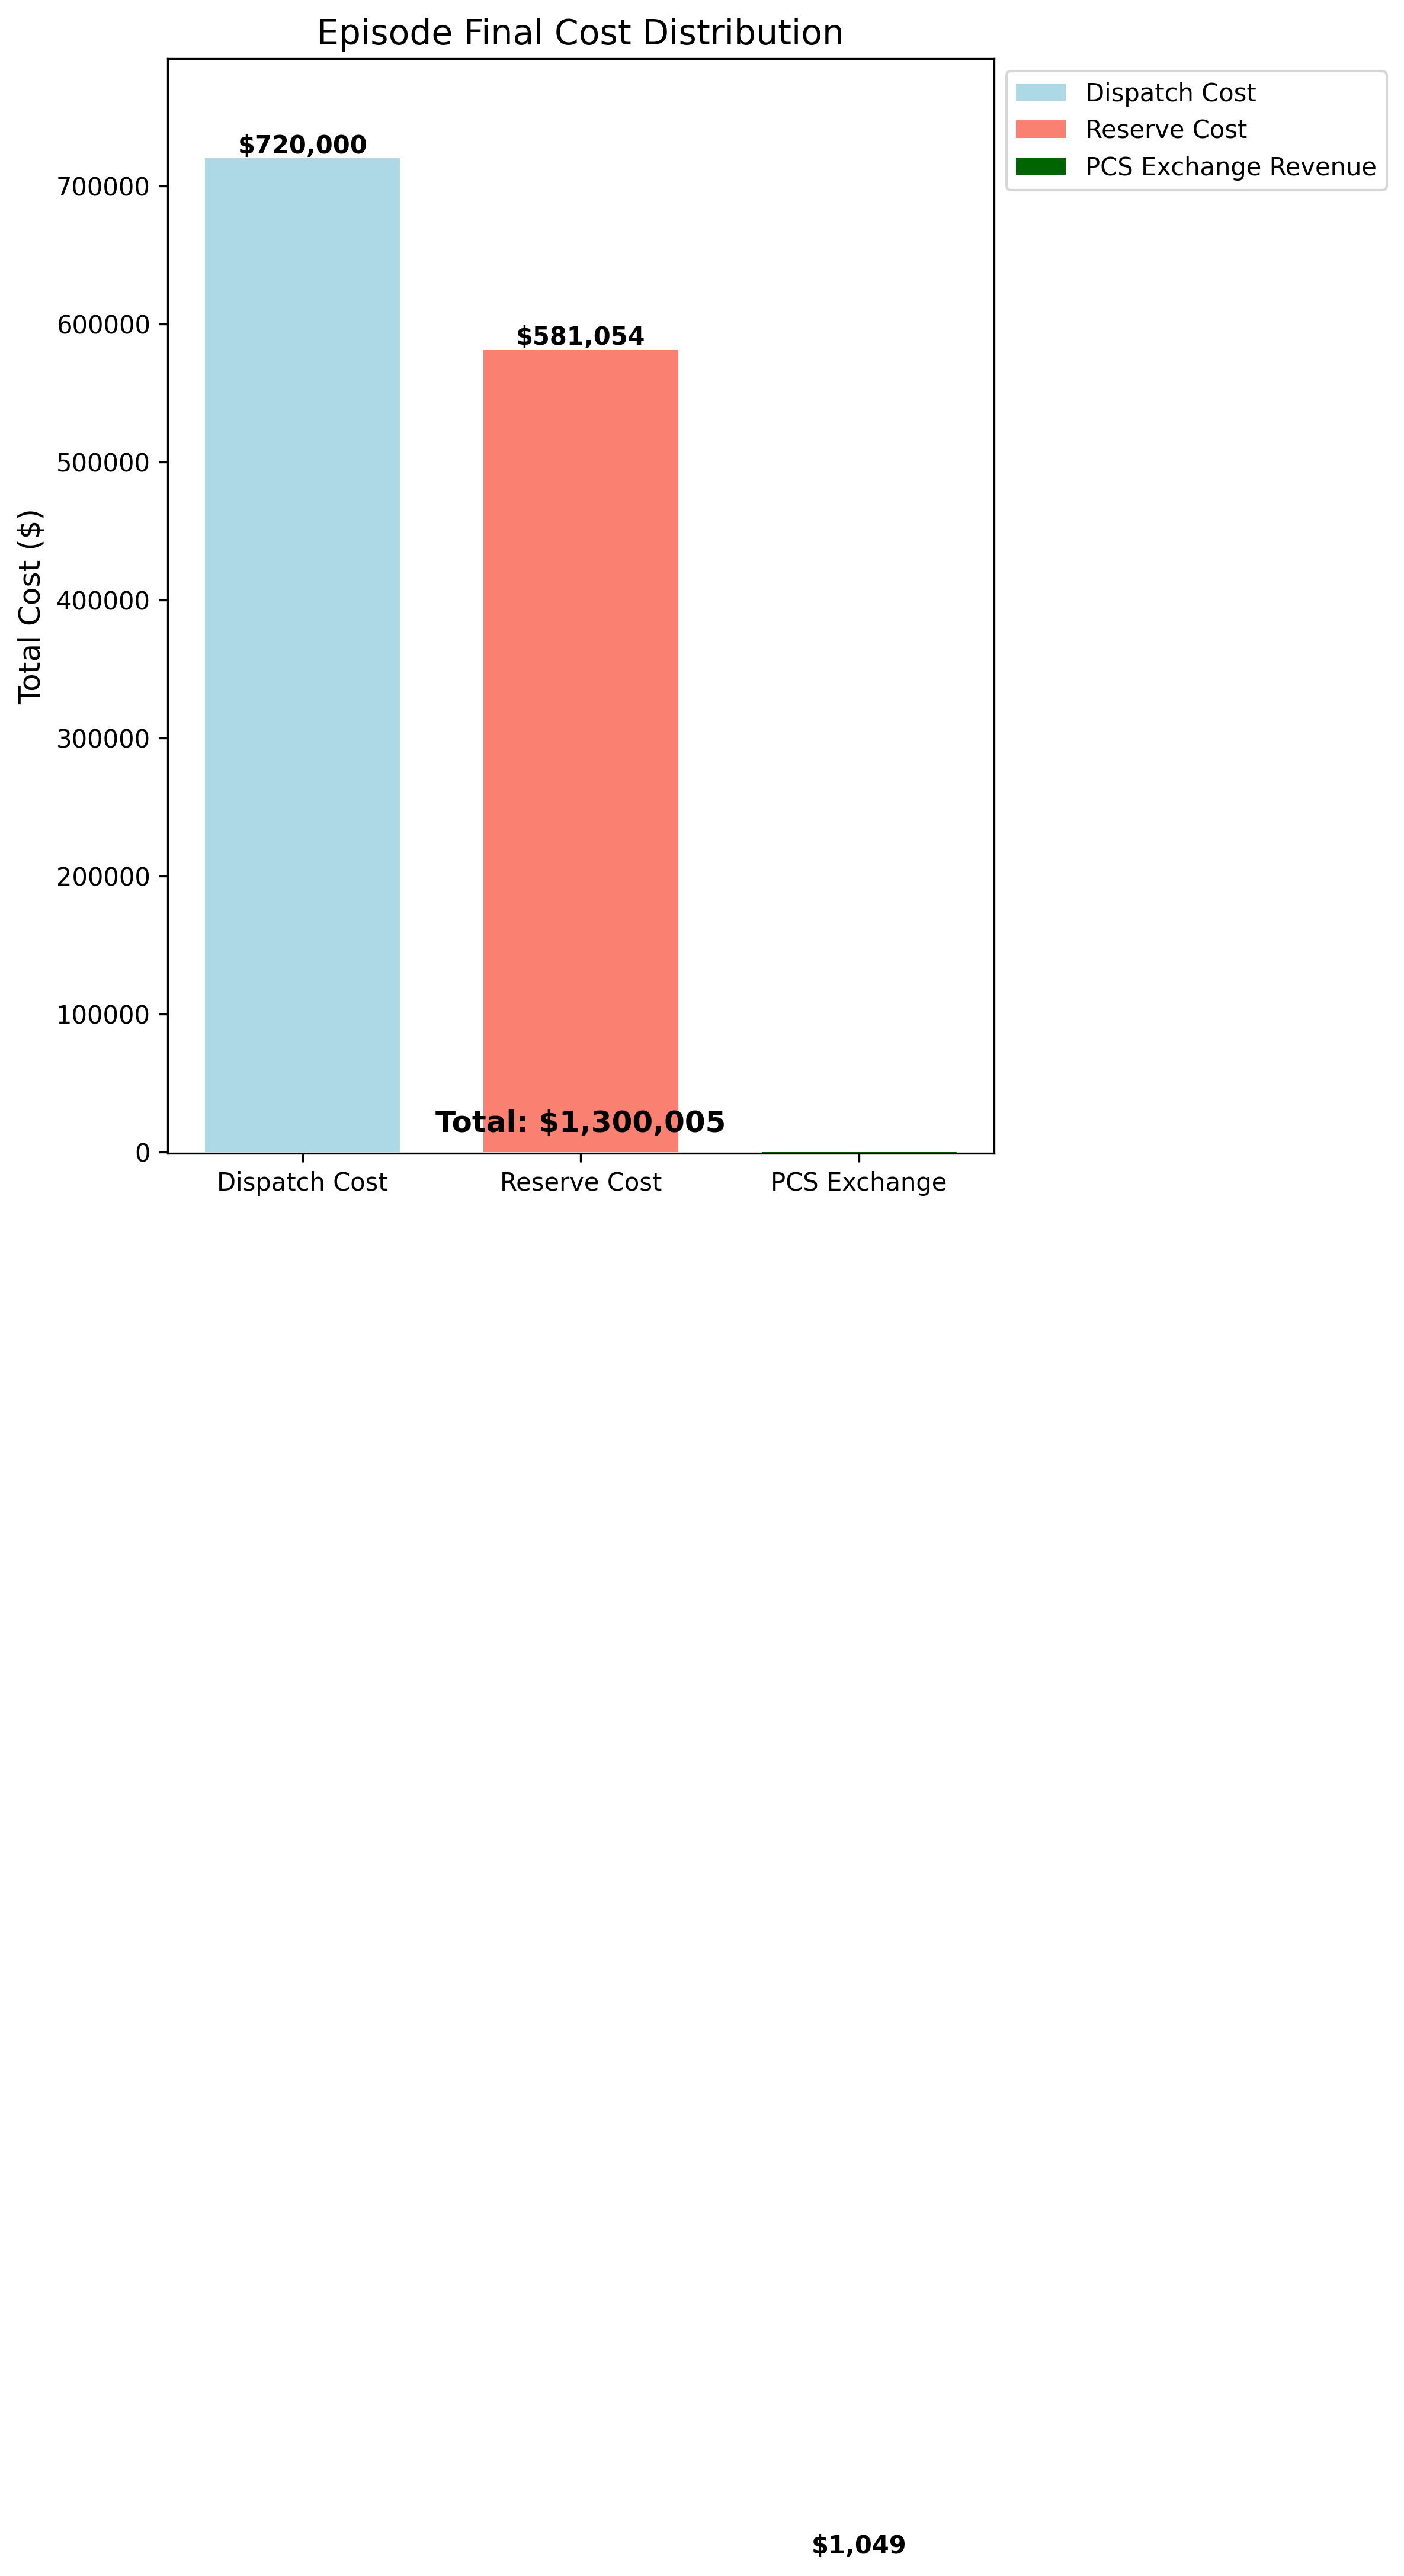 Episode Final Cost Distribution
Dispatch Cost
Reserve Cost
PCS Exchange Revenue
Total Cost ($)
700000
600000
500000
400000
300000
200000
100000
0
$720,000
$581,054
Total: $1,300,005
Dispatch Cost
Reserve Cost
PCS Exchange
$1,049